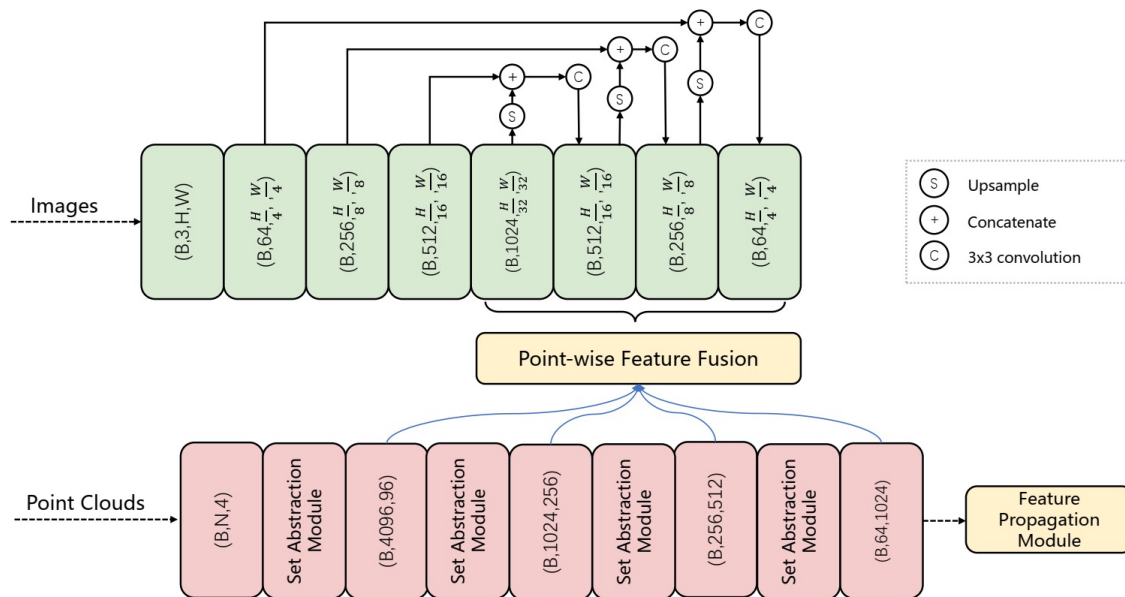 +
C
+
C
S
+
C
S
S
Images
(B,3,H,W)
(B,64,H/4,W/4)
(B,256,H/8,W/8)
(B,512,H/16,W/16)
(B,1024,H/32,W/32)
(B,512,H/16,W/16)
(B,256,H/8,W/8)
(B,64,H/4,W/4)
S Upsample
+ Concatenate
C 3x3 convolution
Point-wise Feature Fusion
Point Clouds
(B,N,4)
Set Abstraction
Module
(B,4096,96)
Set Abstraction
Module
(B,1024,256)
Set Abstraction
Module
(B,256,512)
Set Abstraction
Module
(B,64,1024)
Feature
Propagation
Module